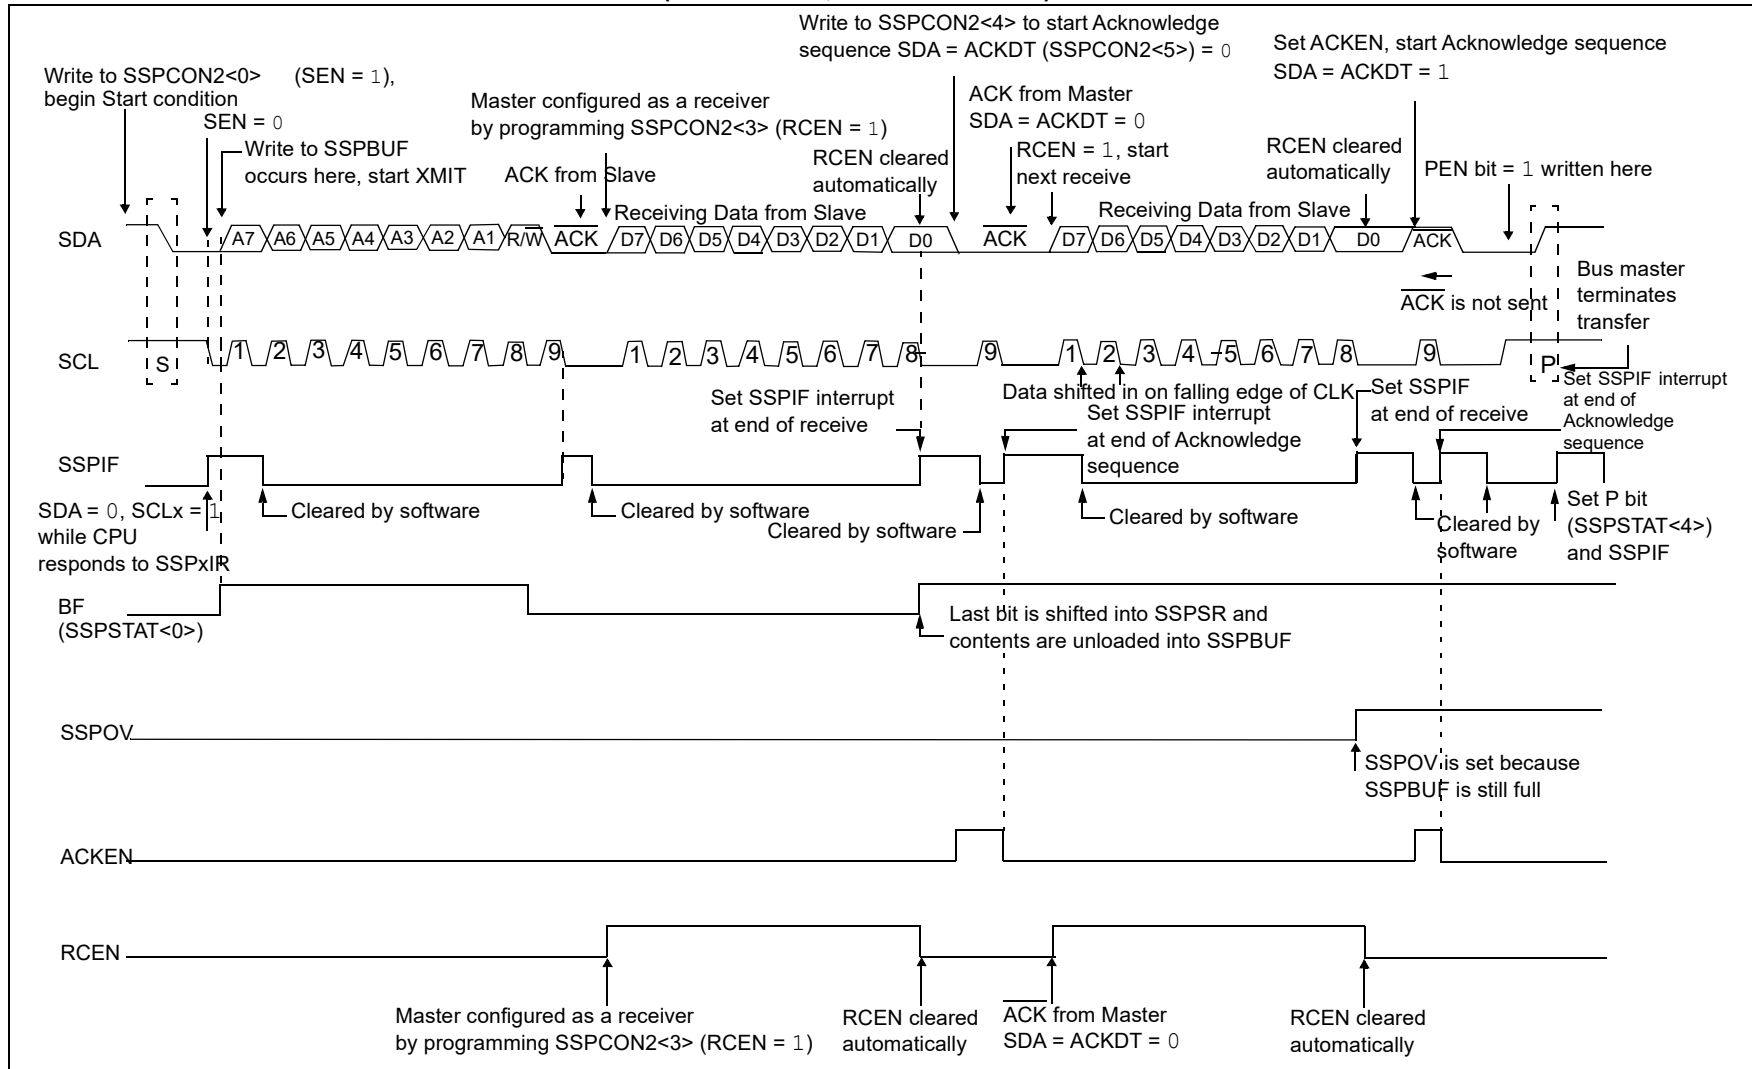 Write to SSPCON2<4> to start Acknowledge
sequence SDA = ACKDT (SSPCON2<5>) = 0
Set ACKEN, start Acknowledge sequence
SDA = ACKDT = 1
Write to SSPCON2<0> (SEN = 1),
begin Start condition
SEN = 0
Write to SSPBUF
occurs here, start XMIT
Master configured as a receiver
by programming SSPCON2<3> (RCEN = 1)
ACK from Slave
RCEN cleared
automatically
ACK from Master
SDA = ACKDT = 0
RCEN = 1, start
next receive
RCEN cleared
automatically
PEN bit = 1 written here
Receiving Data from Slave
Receiving Data from Slave
SDA A7 A6 A5 A4 A3 A2 A1 R/W ACK D7 D6 D5 D4 D3 D2 D1 D0 ACK D7 D6 D5 D4 D3 D2 D1 D0 ACK
ACK is not sent
Bus master
terminates
transfer
SCL S 1 2 3 4 5 6 7 8 9 1 2 3 4 5 6 7 8 9 1 2 3 4 5 6 7 8 9 P
Data shifted in on falling edge of CLK
Set SSPIF interrupt
at end of receive
Set SSPIF interrupt
at end of Acknowledge
sequence
Set SSPIF
at end of receive
Set SSPIF interrupt
at end of
Acknowledge
sequence
SSPIF
SDA = 0, SCLx = 1
while CPU
responds to SSPxIR
Cleared by software
Cleared by software
Cleared by software
Cleared by software
Cleared by
software
Set P bit
(SSPSTAT<4>)
and SSPIF
BF
(SSPSTAT<0>)
Last bit is shifted into SSPSR and
contents are unloaded into SSPBUF
SSPOV
SSPOV is set because
SSPBUF is still full
ACKEN
RCEN
Master configured as a receiver
by programming SSPCON2<3> (RCEN = 1)
RCEN cleared
automatically
ACK from Master
SDA = ACKDT = 0
RCEN cleared
automatically